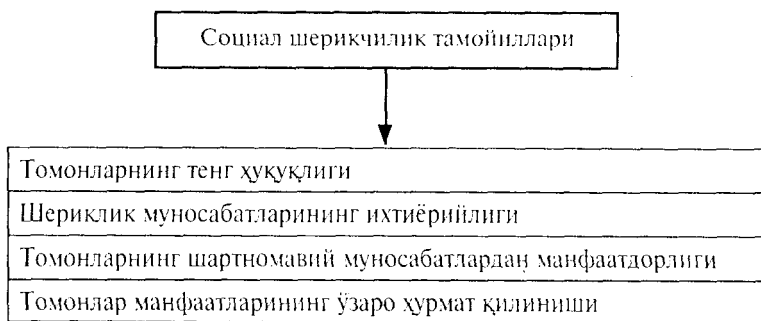 Социал шерикчилик тамойиллари
Томонларнинг тенг ҳуқуқлиги
Шериклик муносабатларининг ихтиёрийлиги
Томонларнинг шартномавий муносабатлардан манфаатдорлиги
Томонлар манфаатларининг ўзаро ҳурмат қилиниши